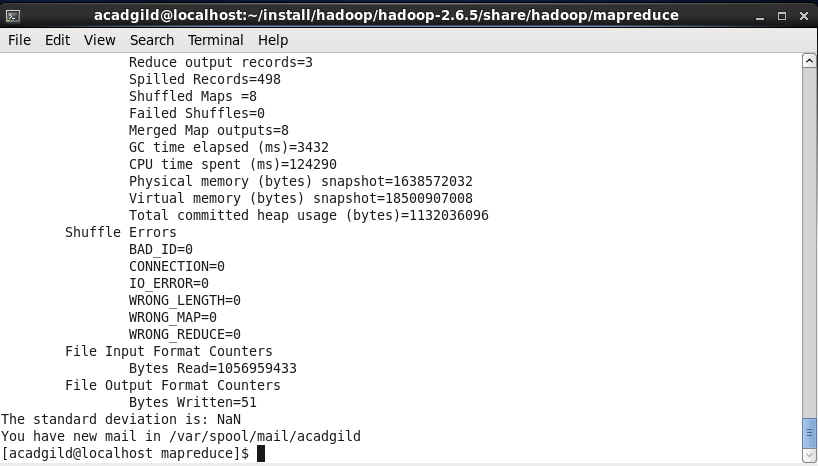 acadgild@localhost:~/install/hadoop/hadoop-2.6.5/share/hadoop/mapreduce
File Edit View Search Terminal Help
Reduce output records=3
Spilled Records=498
Shuffled Maps =8
Failed Shuffles=0
Merged Map outputs=8
GC time elapsed (ms)=3432
CPU time spent (ms)=124290
Physical memory (bytes) snapshot=1638572032
Virtual memory (bytes) snapshot=18500907008
Total committed heap usage (bytes)=1132036096
Shuffle Errors
BAD_ID=0
CONNECTION=0
IO_ERROR=0
WRONG_LENGTH=0
WRONG_MAP=0
WRONG_REDUCE=0
File Input Format Counters
Bytes Read=1056959433
File Output Format Counters
Bytes Written=51
The standard deviation is: NaN
You have new mail in /var/spool/mail/acadgild
[acadgild@localhost mapreduce]$